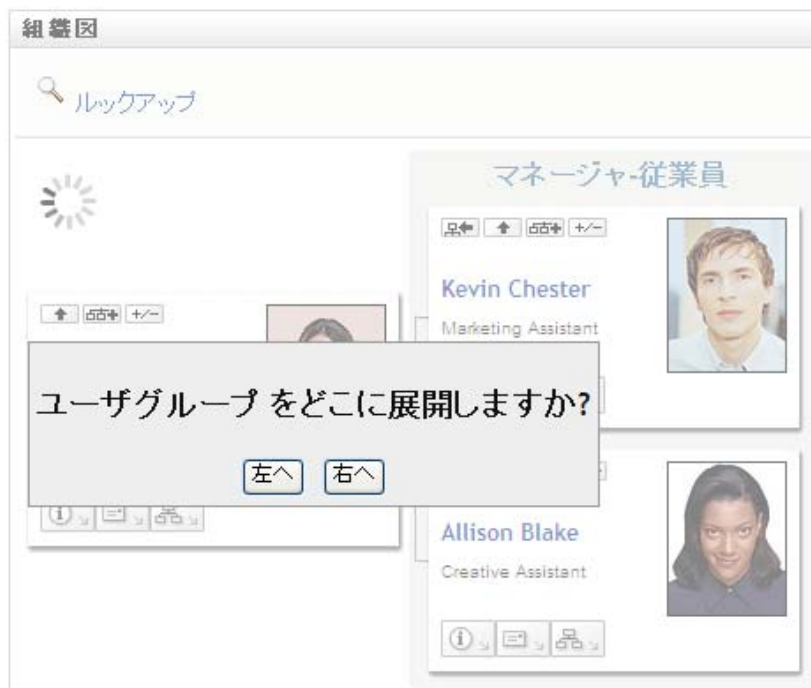 組織図
ルックアップ
マネージャ-従業員
Kevin Chester
Marketing Assistant
ユーザグループ をどこに展開しますか?
左へ
右へ
Allison Blake
Creative Assistant